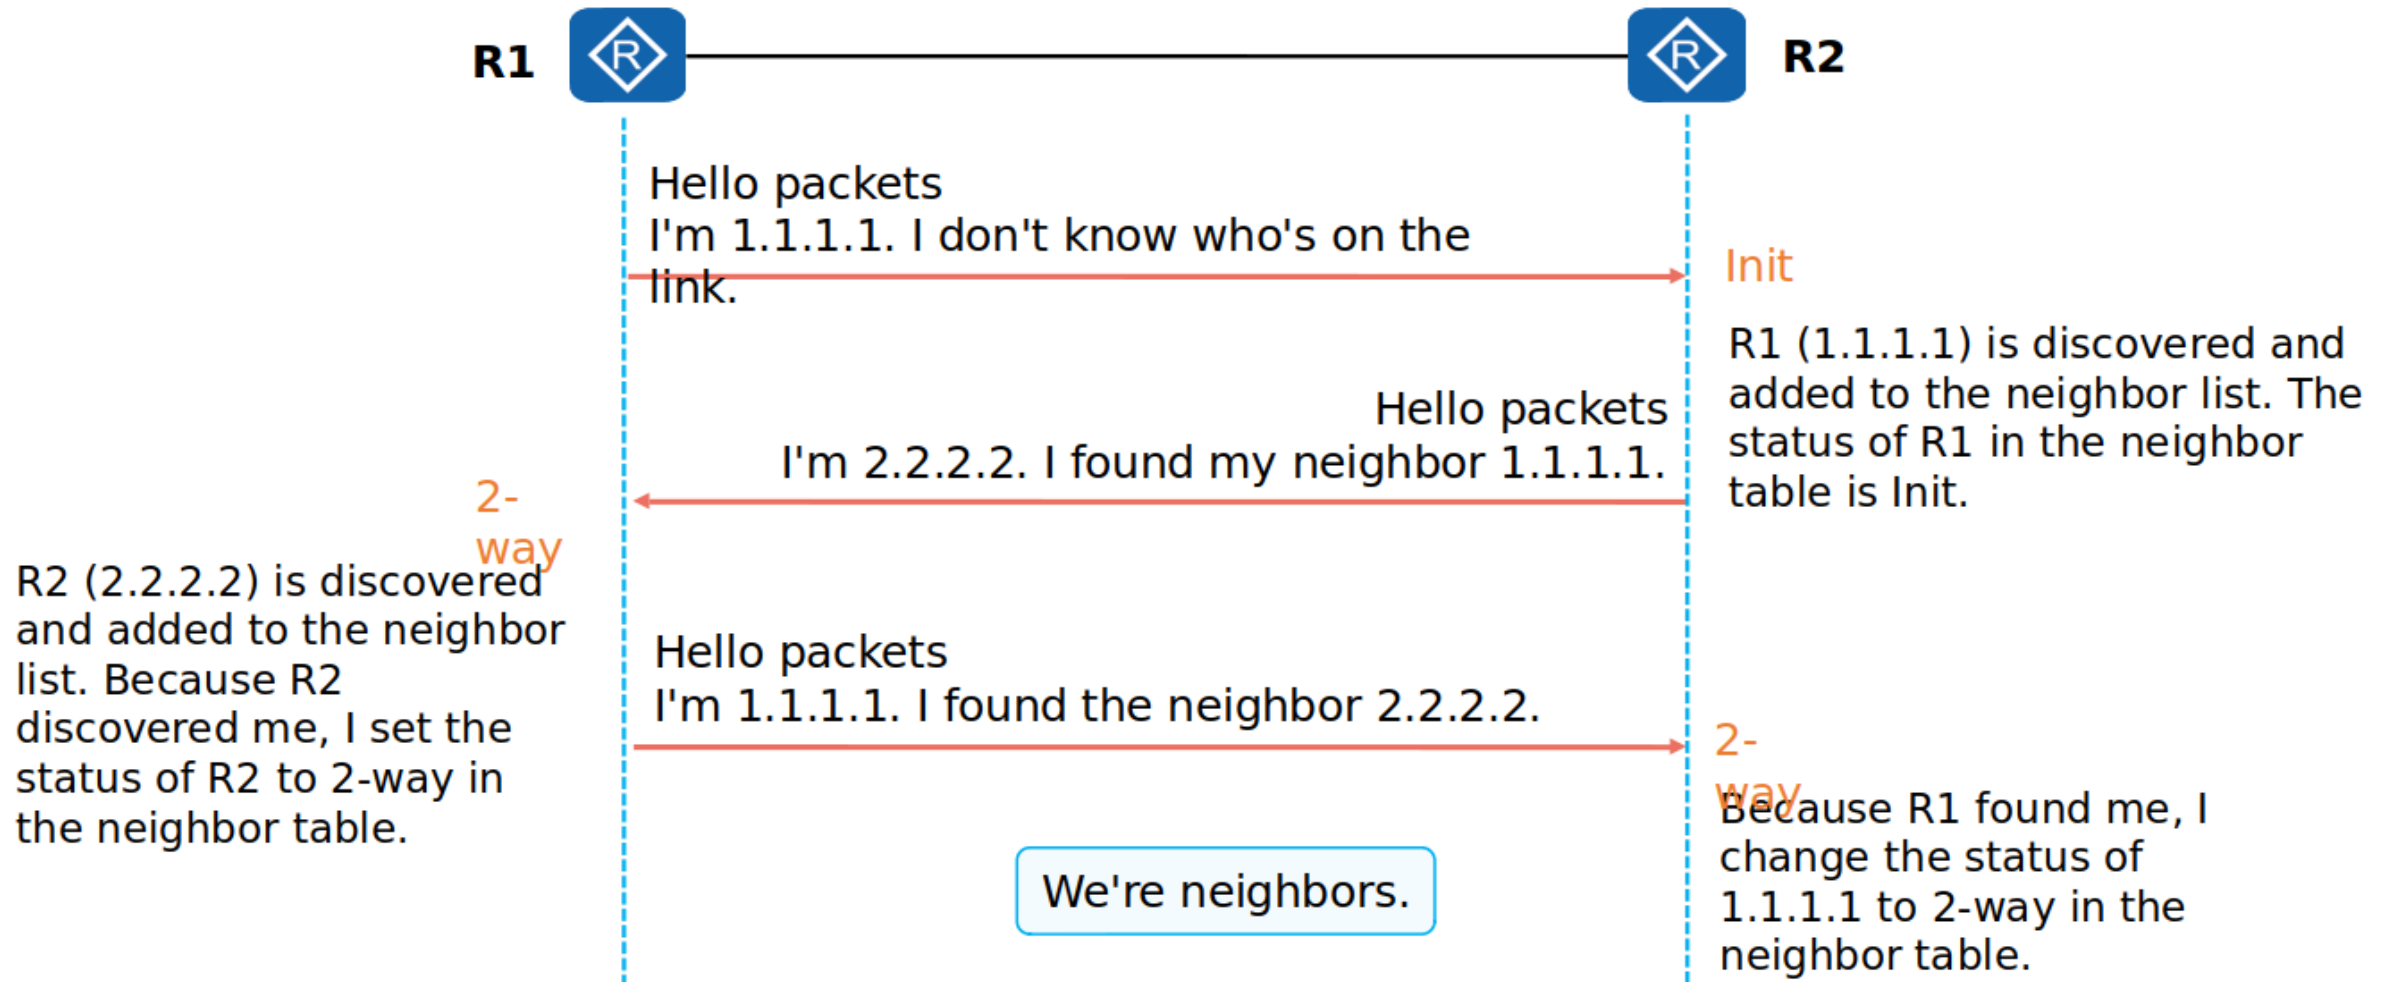 R1
R
R
R2
Hello packets
I'm 1.1.1.1. I don't know who's on the
link.
Init
R1 (1.1.1.1) is discovered and
added to the neighbor list. The
status of R1 in the neighbor
table is Init.
Hello packets
I'm 2.2.2.2. I found my neighbor 1.1.1.1.
2-
way
R2 (2.2.2.2) is discovered
and added to the neighbor
list. Because R2
discovered me, I set the
status of R2 to 2-way in
the neighbor table.
Hello packets
I'm 1.1.1.1. I found the neighbor 2.2.2.2.
2-
way
Because R1 found me, I
change the status of
1.1.1.1 to 2-way in the
neighbor table.
We're neighbors.